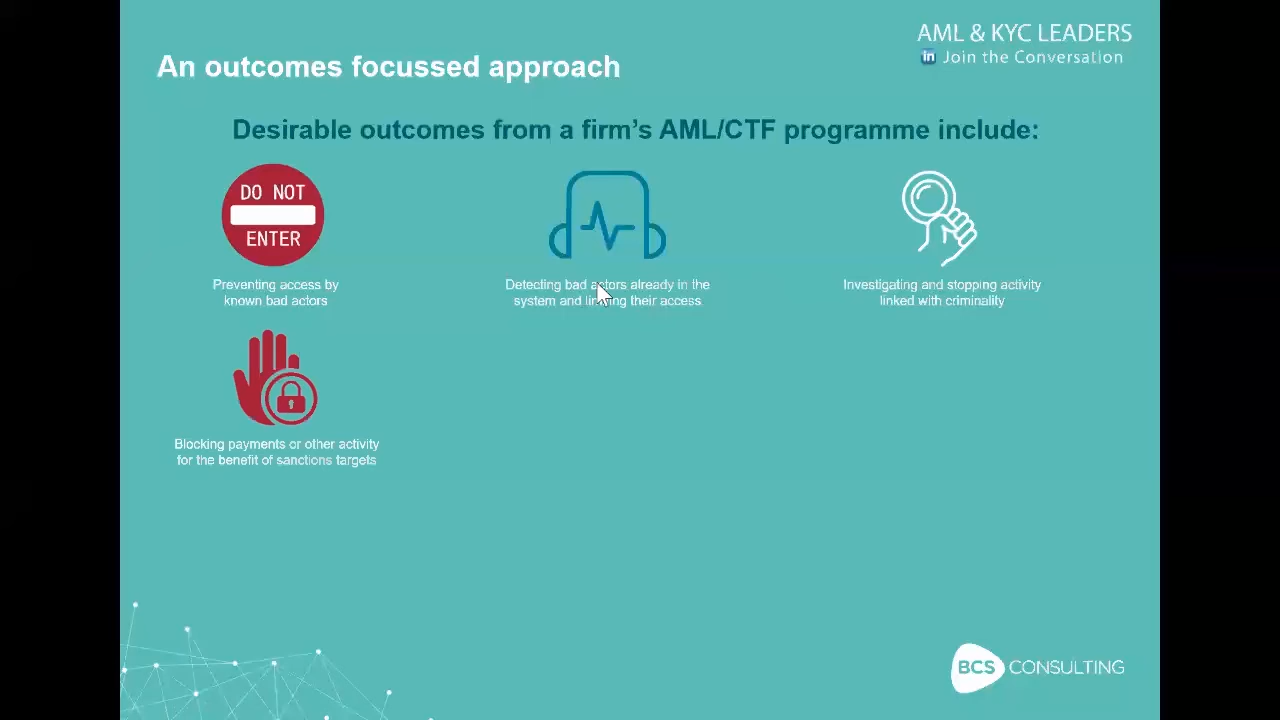 AML & KYC LEADERS
in Join the Conversation
An outcomes focussed approach
Desirable outcomes from a firm's AML/CTF programme include:
DO NOT
ENTER
Preventing access by
known bad actors
Detecting bad actors already in the
system and limiting their access
Investigating and stopping activity
linked with criminality
Blocking payments or other activity
for the benefit of sanctions targets
BCS CONSULTING